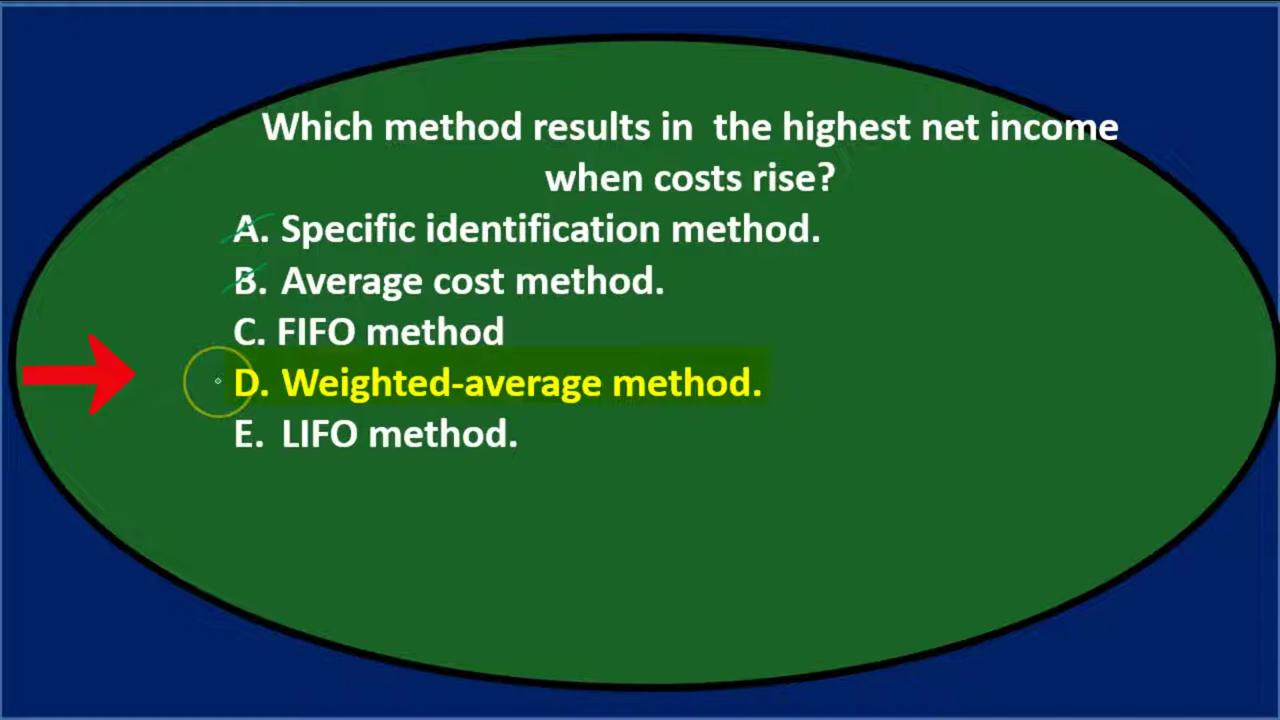 Which method results in the highest net income
when costs rise?
A. Specific identification method.
B. Average cost method.
C. FIFO method
D. Weighted-average method.
E. LIFO method.